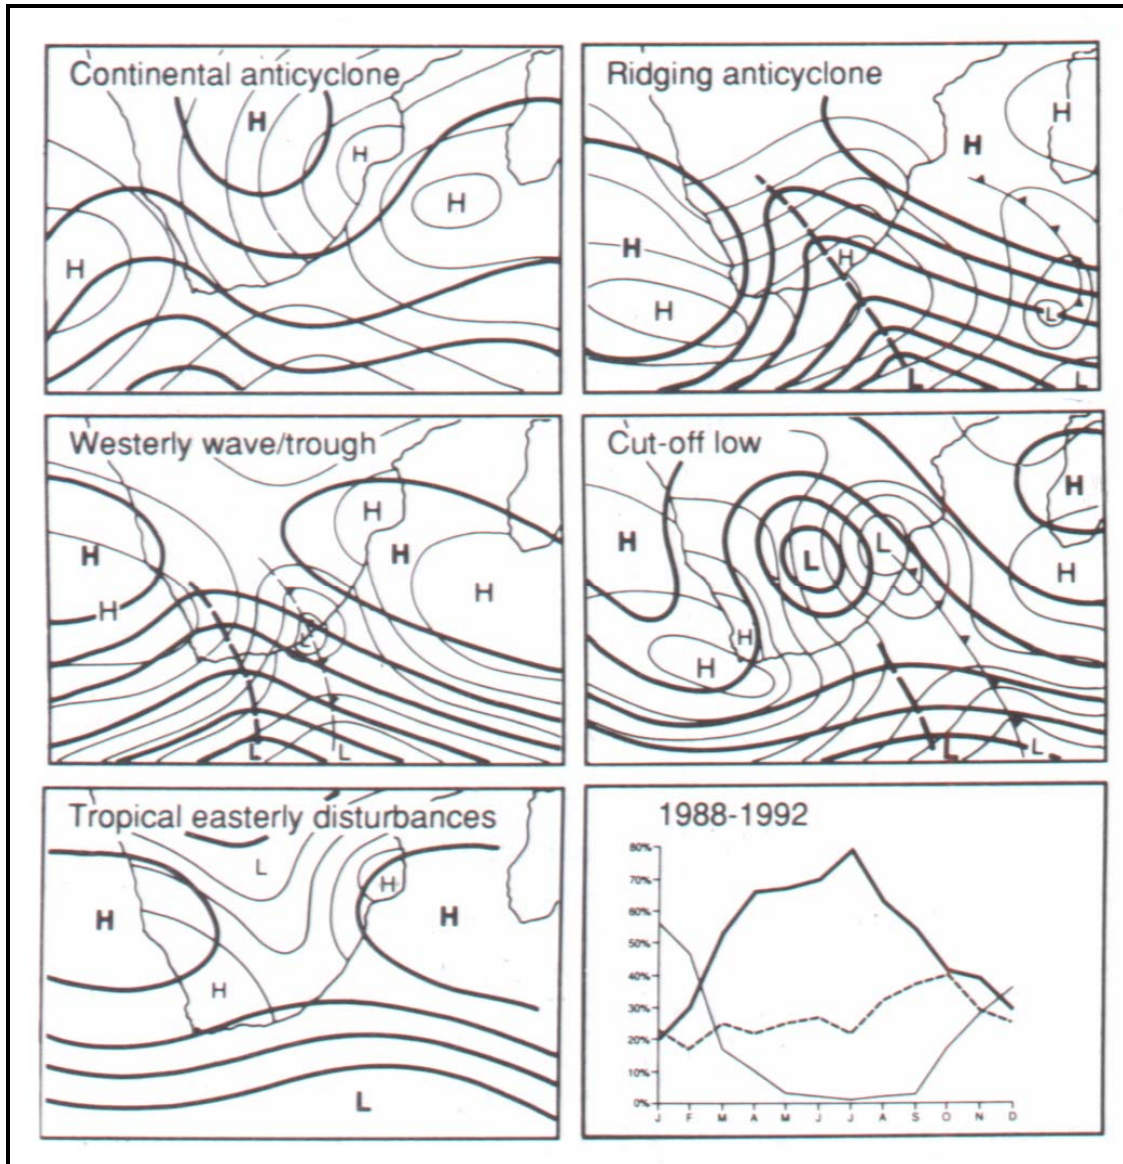 Continental anticyclone
H
H
H
H
Ridging anticyclone
H
H
H
H
H
L
L
L
Westerly wave/trough
H
H
H
H
H
L
L
L
Cut-off low
H
H
H
L
L
H
H
L
L
Tropical easterly disturbances
L
H
H
H
H
L
1988-1992
80%
70%
60%
50%
40%
30%
20%
10%
0%
J F M A M J J A S O N D